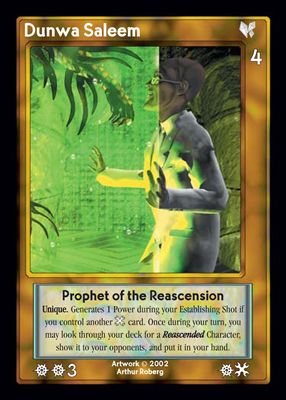 Dunwa Saleem
4
Prophet of the Reascension
Unique. Generates 1 Power during your Establishing Shot if
you control another card. Once during your turn, you
may look through your deck for a Reascended Character,
show it to your opponents, and put it in your hand.
3
Artwork © 2002
Arthur Roberg